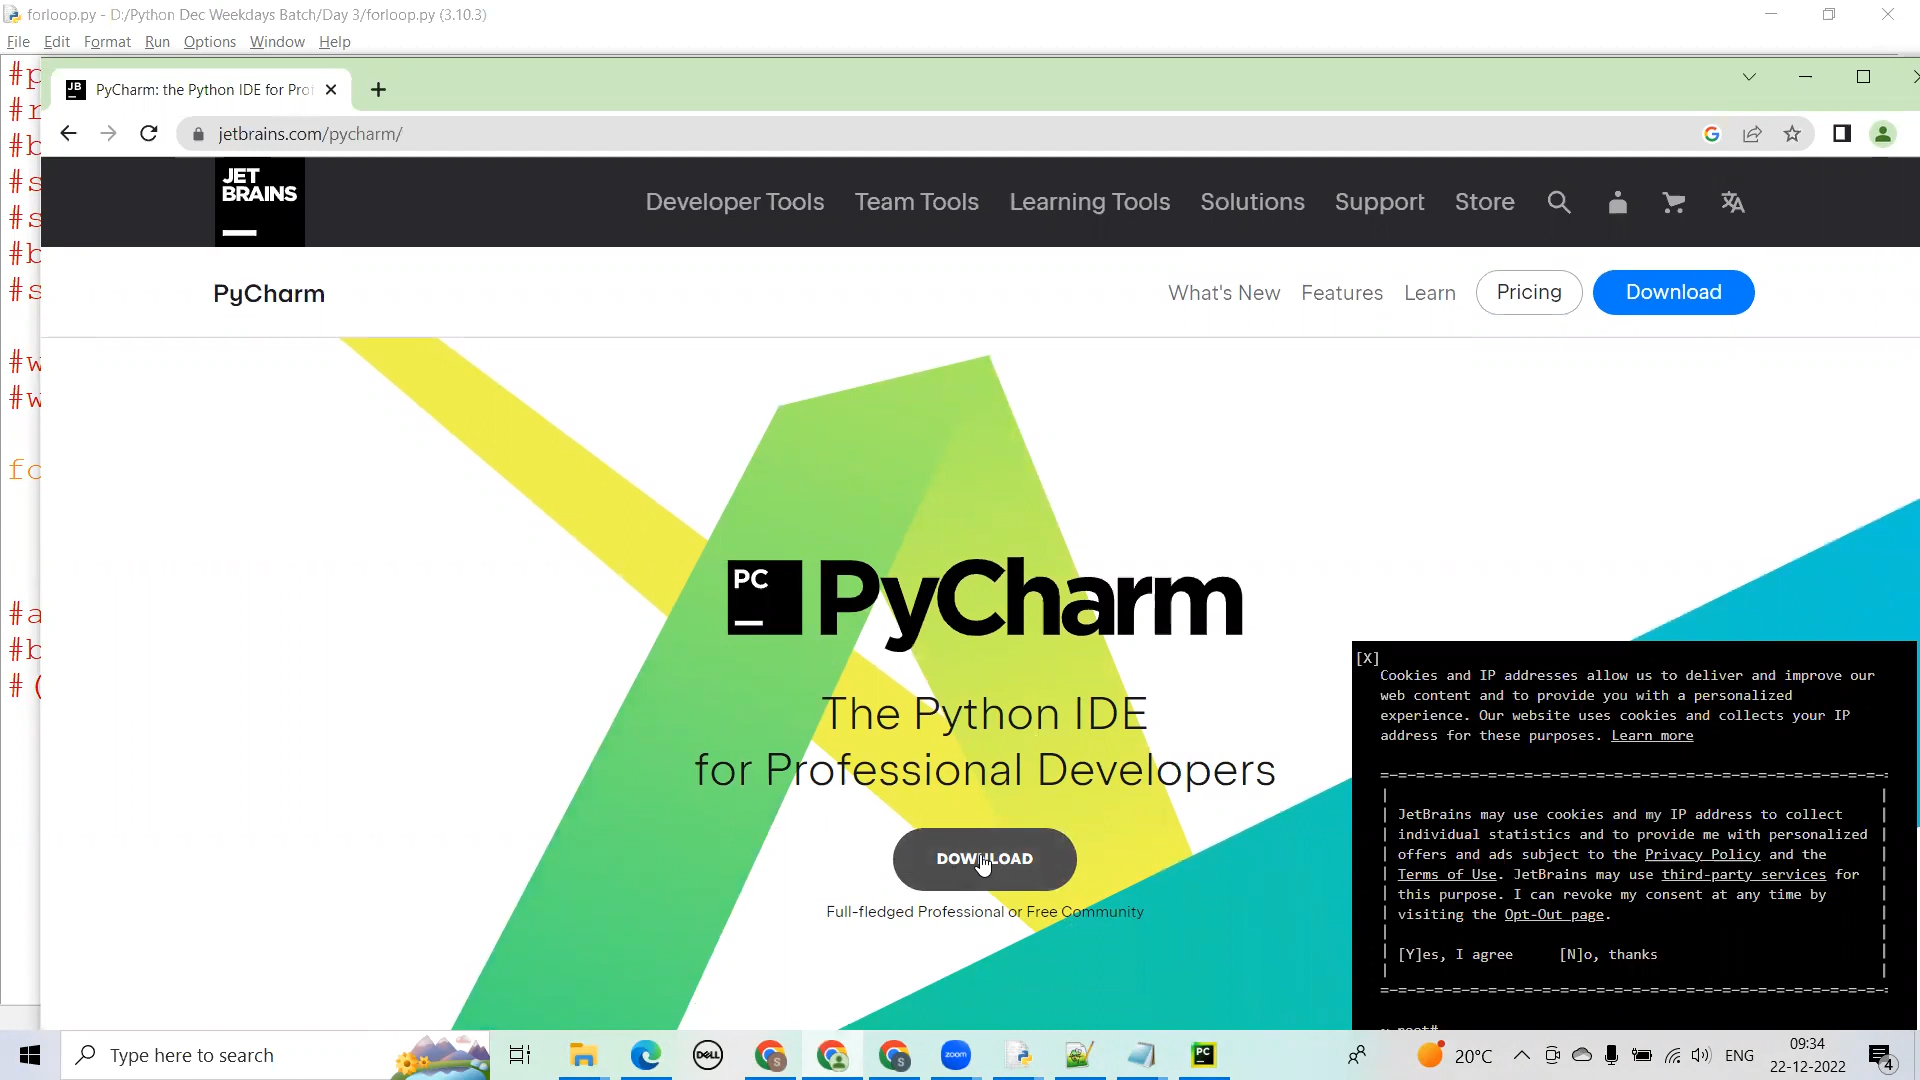 forloop.py - D:/Python Dec Weekdays Batch/Day 3/forloop.py (3.10.3)
File Edit Format Run Options Window Help
PyCharm: the Python IDE for Pro
jetbrains.com/pycharm/
JET
BRAINS
Developer Tools Team Tools Learning Tools Solutions Support Store
PyCharm
What's New Features Learn Pricing Download
PC PyCharm
The Python IDE
for Professional Developers
DOWNLOAD
Full-fledged Professional or Free Community
#p
#r
#b
#s
#s
#b
#s
#w
#w
fo
#a
#b
#(
[X]
Cookies and IP addresses allow us to deliver and improve our
web content and to provide you with a personalized
experience. Our website uses cookies and collects your IP
address for these purposes. Learn more
JetBrains may use cookies and my IP address to collect
individual statistics and to provide me with personalized
offers and ads subject to the Privacy Policy and the
Terms of Use. JetBrains may use third-party services for
this purpose. I can revoke my consent at any time by
visiting the Opt-Out page.
[Y]es, I agree [N]o, thanks
Type here to search
DELL
zoom
PC
20°C
ENG
09:34
22-12-2022
4